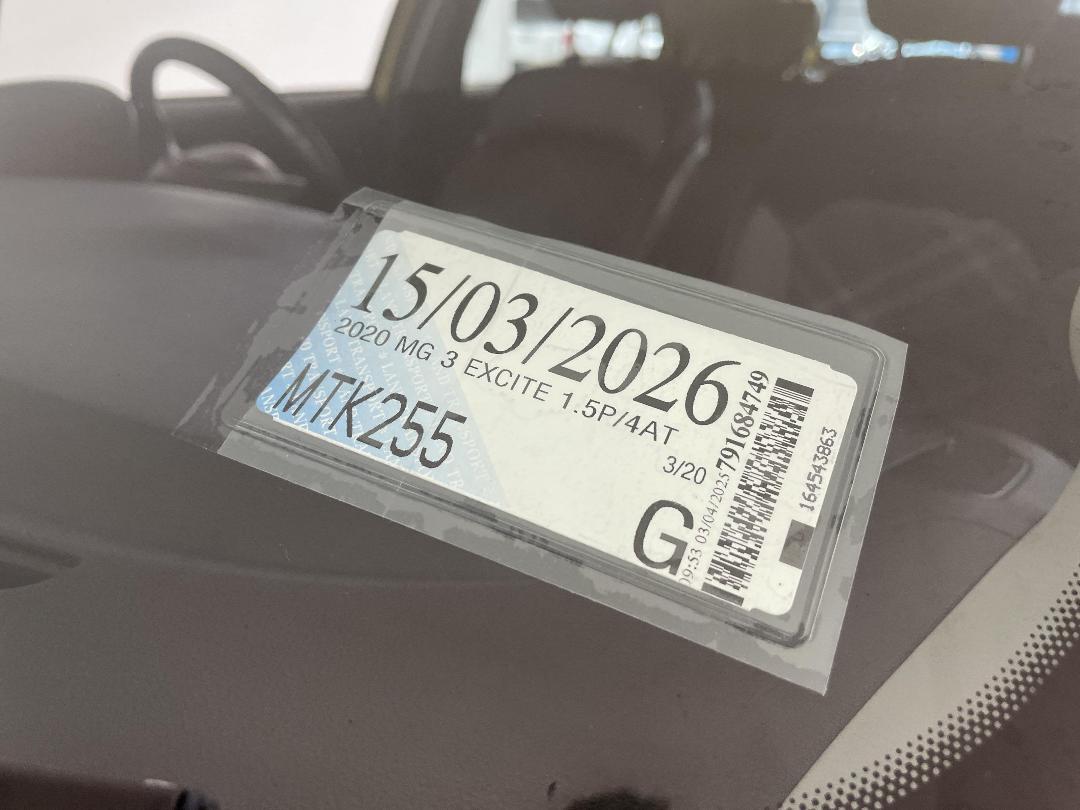 15/03/2026
2020 MG 3 EXCITE 1.5P/4AT
MTK255
3/20
G
09:53 03/04/2025 791684749
164543863